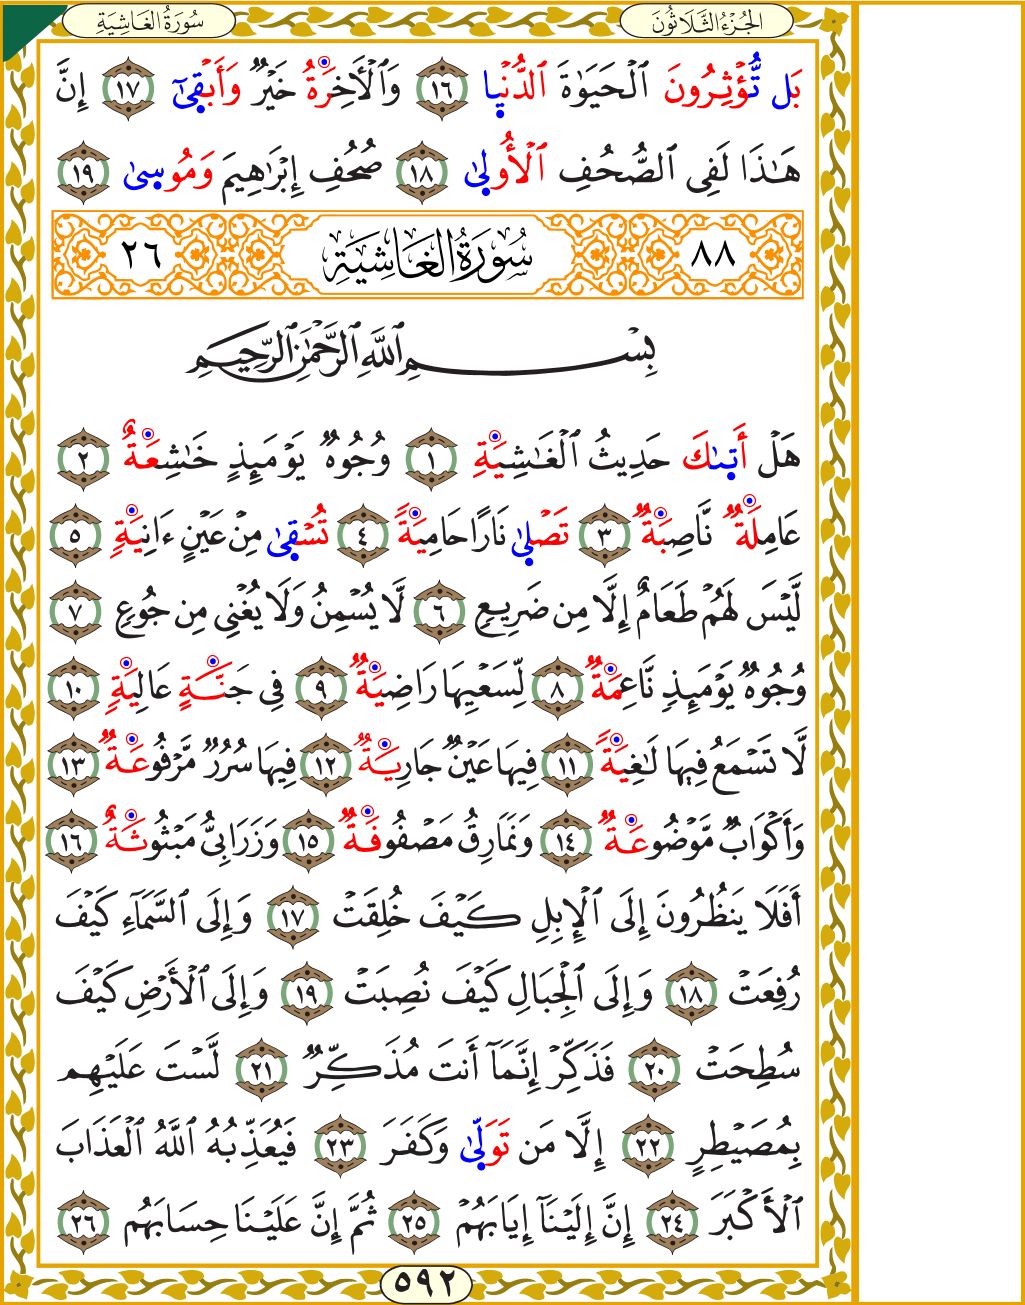 الجُزْءُ الثَّلَاثُونَ سُورَةُ الغَاشِيَةِ
بَل تُّؤْثِرُونَ ٱلْحَيَوٰةَ ٱلدُّنْيٜا ١٦ وَٱلْأٓخِرَةُ خَيْرٌ وَأَبْقٜىٰٓ ١٧ إِنَّ
هَـٰذَا لَفِى ٱلصُّحُفِ ٱلْأُولٜىٰ ١٨ صُحُفِ إِبْرَٰهِيمَ وَمُوسٜىٰ ١٩
٨٨ سُورَةُ الغَاشِيَةِ ٢٦
بِسْمِ ٱللَّهِ ٱلرَّحْمَـٰنِ ٱلرَّحِيمِ
هَلْ أَتٜىٰكَ حَدِيثُ ٱلْغَـٰشِيَةِ ١ وُجُوهٌ يَوْمَئِذٍ خَـٰشِعَةٌ ٢
عَامِلَةٌ نَّاصِبَةٌ ٣ تَصْلٜىٰ نَارًا حَامِيَةً ٤ تُسْقٜىٰ مِنْ عَيْنٍ ءَانِيَةٍ ٥
لَّيْسَ لَهُمْ طَعَامٌ إِلَّا مِن ضَرِيعٍ ٦ لَّا يُسْمِنُ وَلَا يُغْنِى مِن جُوعٍ ٧
وُجُوهٌ يَوْمَئِذٍ نَّاعِمَةٌ ٨ لِّسَعْيِهَا رَاضِيَةٌ ٩ فِى جَنَّةٍ عَالِيَةٍ ١٠
لَّا تَسْمَعُ فِيهَا لَـٰغِيَةً ١١ فِيهَا عَيْنٌ جَارِيَةٌ ١٢ فِيهَا سُرُرٌ مَّرْفُوعَةٌ ١٣
وَأَكْوَابٌ مَّوْضُوعَةٌ ١٤ وَنَمَارِقُ مَصْفُوفَةٌ ١٥ وَزَرَابِىُّ مَبْثُوثَةٌ ١٦
أَفَلَا يَنظُرُونَ إِلَى ٱلْإِبِلِ كَيْفَ خُلِقَتْ ١٧ وَإِلَى ٱلسَّمَآءِ كَيْفَ
رُفِعَتْ ١٨ وَإِلَى ٱلْجِبَالِ كَيْفَ نُصِبَتْ ١٩ وَإِلَى ٱلْأَرْضِ كَيْفَ
سُطِحَتْ ٢٠ فَذَكِّرْ إِنَّمَآ أَنتَ مُذَكِّرٌ ٢١ لَّسْتَ عَلَيْهِم
بِمُصَيْطِرٍ ٢٢ إِلَّا مَن تَوَلّٜىٰ وَكَفَرَ ٢٣ فَيُعَذِّبُهُ ٱللَّهُ ٱلْعَذَابَ
ٱلْأَكْبَرَ ٢٤ إِنَّ إِلَيْنَآ إِيَابَهُمْ ٢٥ ثُمَّ إِنَّ عَلَيْنَا حِسَابَهُم ٢٦
٥٩٢